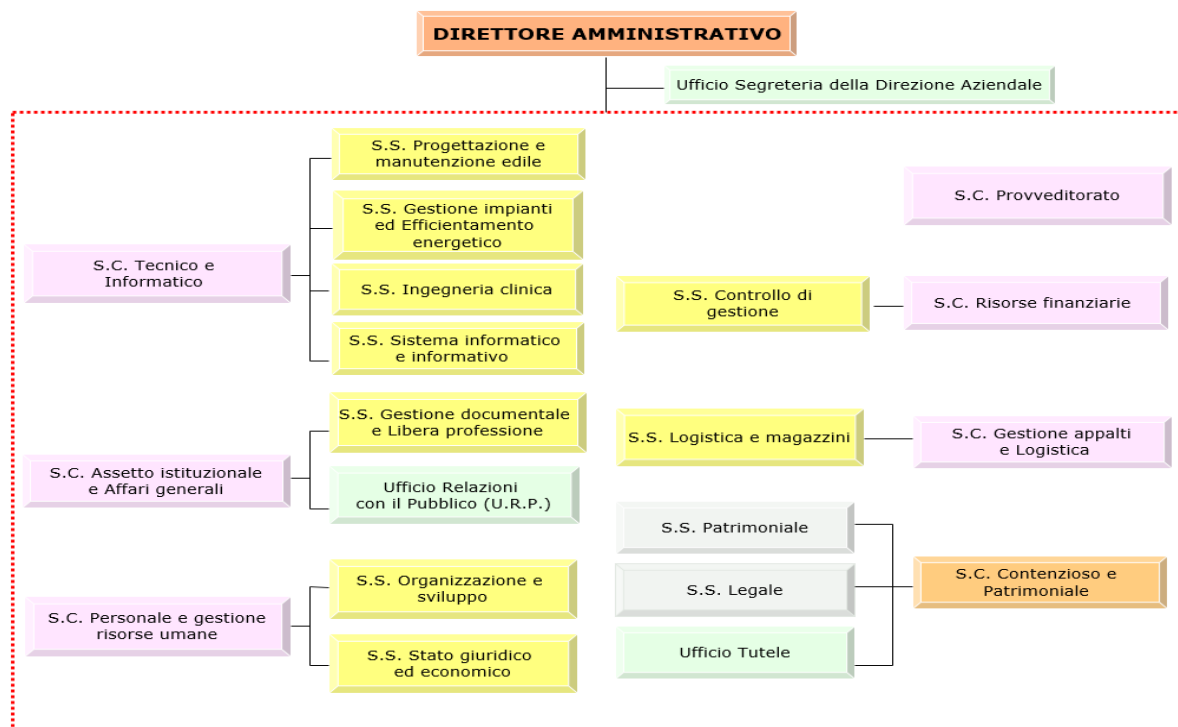 DIRETTORE AMMINISTRATIVO
Ufficio Segreteria della Direzione Aziendale
S.C. Tecnico e
Informatico
S.S. Progettazione e
manutenzione edile
S.S. Gestione impianti
ed Efficientamento
energetico
S.S. Ingegneria clinica
S.S. Sistema informatico
e informativo
S.C. Assetto istituzionale
e Affari generali
S.S. Gestione documentale
e Libera professione
Ufficio Relazioni
con il Pubblico (U.R.P.)
S.C. Personale e gestione
risorse umane
S.S. Organizzazione e
sviluppo
S.S. Stato giuridico
ed economico
S.C. Provveditorato
S.S. Controllo di
gestione
S.C. Risorse finanziarie
S.S. Logistica e magazzini
S.C. Gestione appalti
e Logistica
S.S. Patrimoniale
S.S. Legale
Ufficio Tutele
S.C. Contenzioso e
Patrimoniale